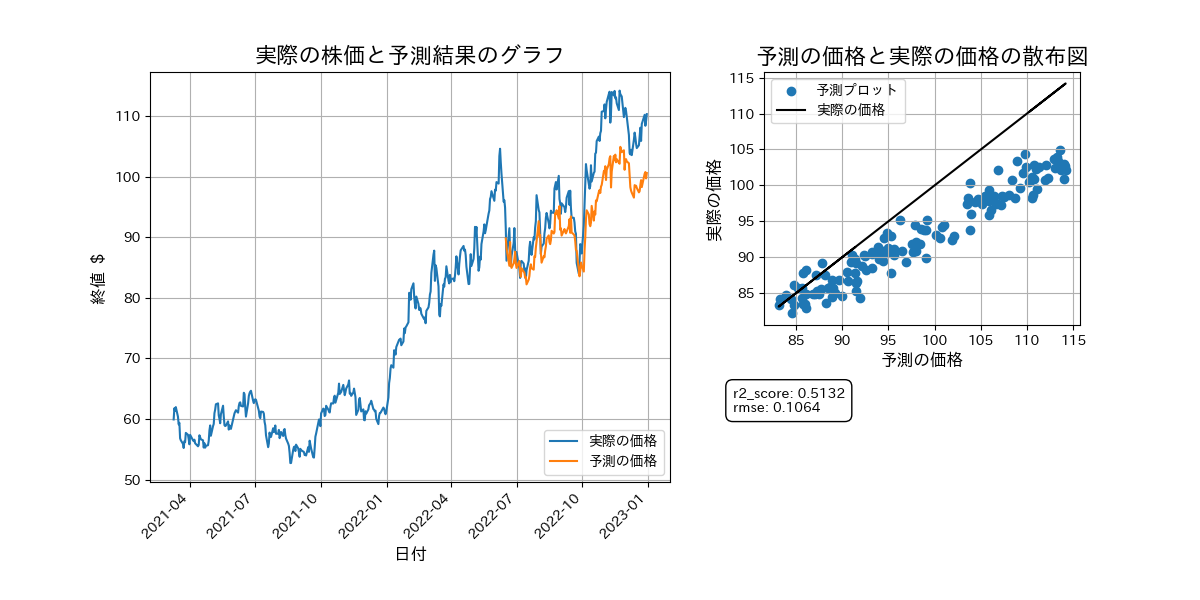 実際の株価と予測結果のグラフ
終値 $
110
100
90
80
70
60
50
2021-04
2021-07
2021-10
2022-01
2022-04
2022-07
2022-10
2023-01
日付
実際の価格
予測の価格
予測の価格と実際の価格の散布図
実際の価格
115
110
105
100
95
90
85
85
90
95
100
105
110
115
予測の価格
予測プロット
実際の価格
r2_score: 0.5132
rmse: 0.1064